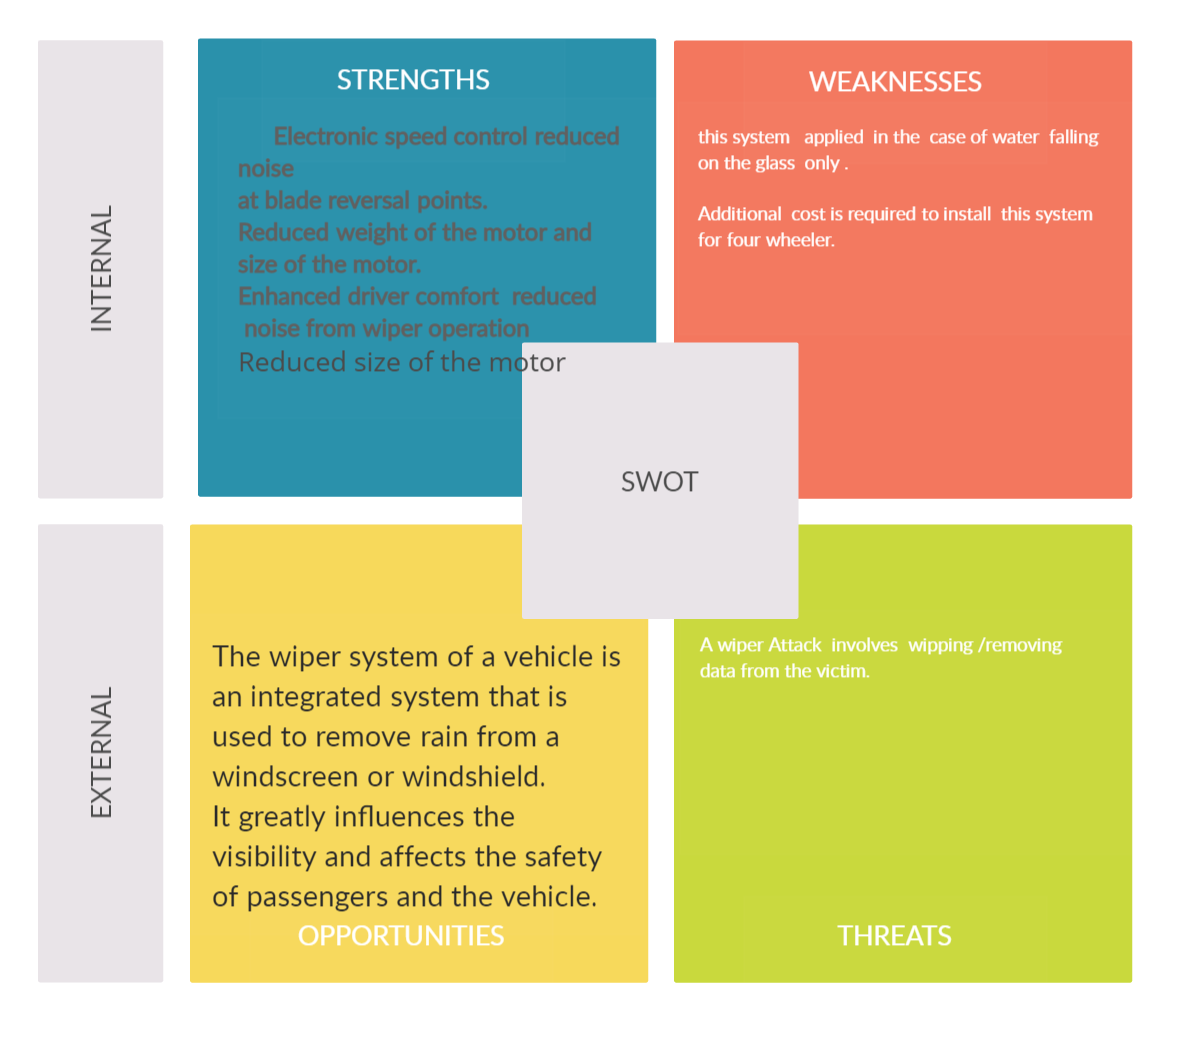 INTERNAL
STRENGTHS
Electronic speed control reduced
noise
at blade reversal points.
Reduced weight of the motor and
size of the motor.
Enhanced driver comfort  reduced
noise from wiper operation
Reduced size of the motor
WEAKNESSES
this system   applied  in the  case of water  falling
on the glass  only .
Additional  cost is required to install  this system
for four wheeler.
SWOT
EXTERNAL
The wiper system of a vehicle is
an integrated system that is
used to remove rain from a
windscreen or windshield.
It greatly influences the
visibility and affects the safety
of passengers and the vehicle.
OPPORTUNITIES
A wiper Attack  involves  wipping /removing
data from the victim.
THREATS